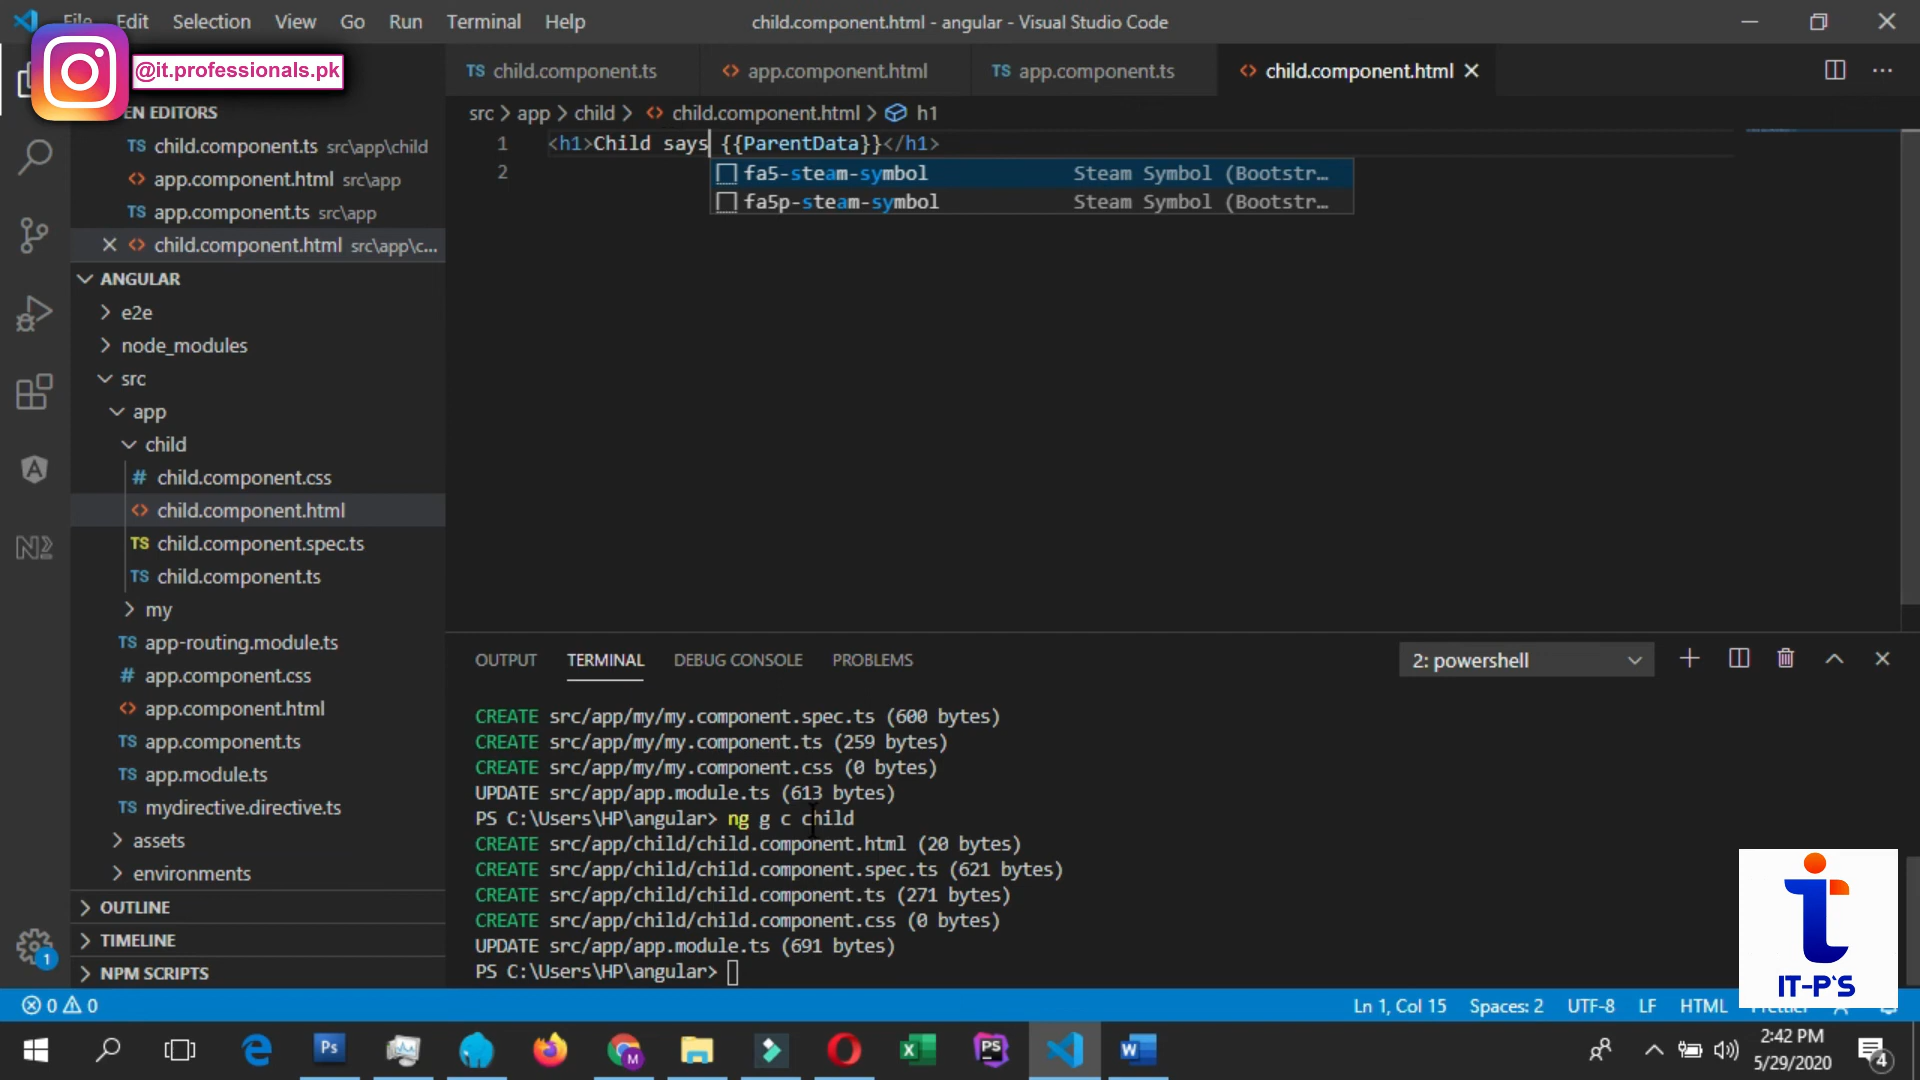 File Edit Selection View Go Run Terminal Help
child.component.html - angular - Visual Studio Code
@it.professionals.pk
TS child.component.ts
<> app.component.html
TS app.component.ts
<> child.component.html
EN EDITORS
TS child.component.ts src\app\child
<> app.component.html src\app
TS app.component.ts src\app
<> child.component.html src\app\c...
ANGULAR
e2e
node_modules
src
app
child
# child.component.css
<> child.component.html
TS child.component.spec.ts
TS child.component.ts
my
TS app-routing.module.ts
# app.component.css
<> app.component.html
TS app.component.ts
TS app.module.ts
TS mydirective.directive.ts
assets
environments
OUTLINE
TIMELINE
NPM SCRIPTS
1
src > app > child > <> child.component.html > h1
1 <h1>Child says {{ParentData}}</h1>
2
fa5-steam-symbol Steam Symbol (Bootstr…
fa5p-steam-symbol Steam Symbol (Bootstr…
OUTPUT TERMINAL DEBUG CONSOLE PROBLEMS
2: powershell
CREATE src/app/my/my.component.spec.ts (600 bytes)
CREATE src/app/my/my.component.ts (259 bytes)
CREATE src/app/my/my.component.css (0 bytes)
UPDATE src/app/app.module.ts (613 bytes)
PS C:\Users\HP\angular> ng g c child
CREATE src/app/child/child.component.html (20 bytes)
CREATE src/app/child/child.component.spec.ts (621 bytes)
CREATE src/app/child/child.component.ts (271 bytes)
CREATE src/app/child/child.component.css (0 bytes)
UPDATE src/app/app.module.ts (691 bytes)
PS C:\Users\HP\angular>
IT-P`S
0 0
Ln 1, Col 15 Spaces: 2 UTF-8 LF HTML
Ps
M
PS
W
2:42 PM
5/29/2020
4